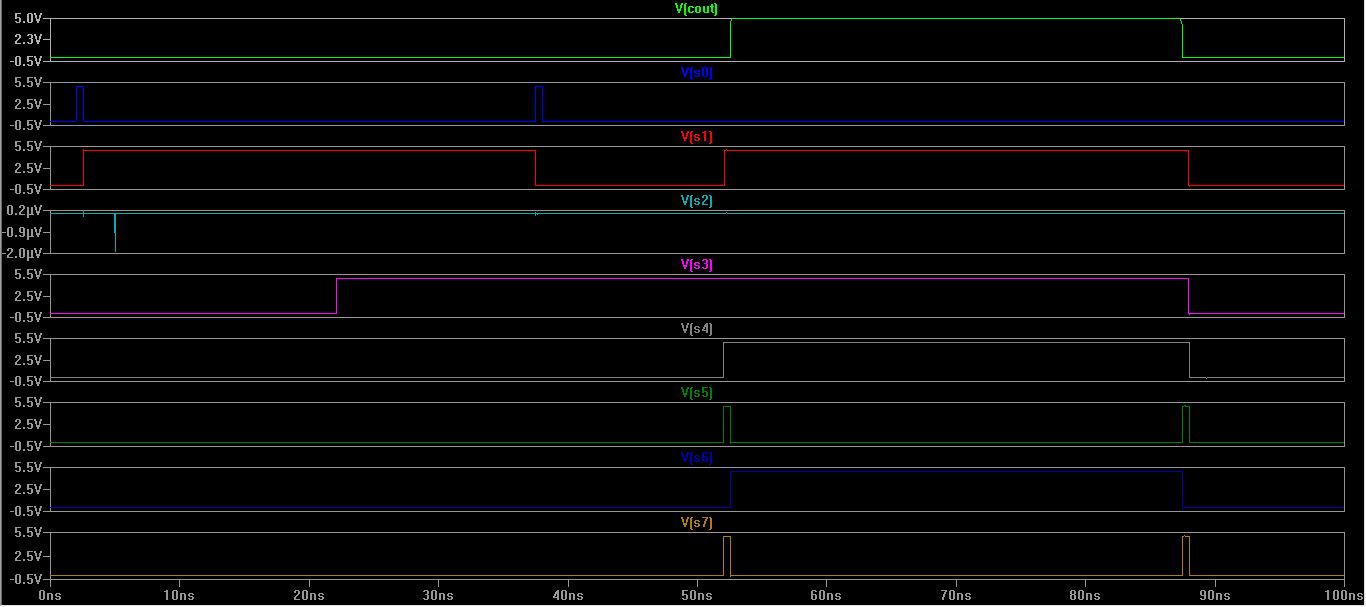 V(cout)
5.0V
2.3V
-0.5V
V(s0)
5.5V
2.5V
-0.5V
V(s1)
5.5V
2.5V
-0.5V
V(s2)
0.2µV
-0.9µV
-2.0µV
V(s3)
5.5V
2.5V
-0.5V
V(s4)
5.5V
2.5V
-0.5V
V(s5)
5.5V
2.5V
-0.5V
V(s6)
5.5V
2.5V
-0.5V
V(s7)
5.5V
2.5V
-0.5V
0ns 10ns 20ns 30ns 40ns 50ns 60ns 70ns 80ns 90ns 100ns